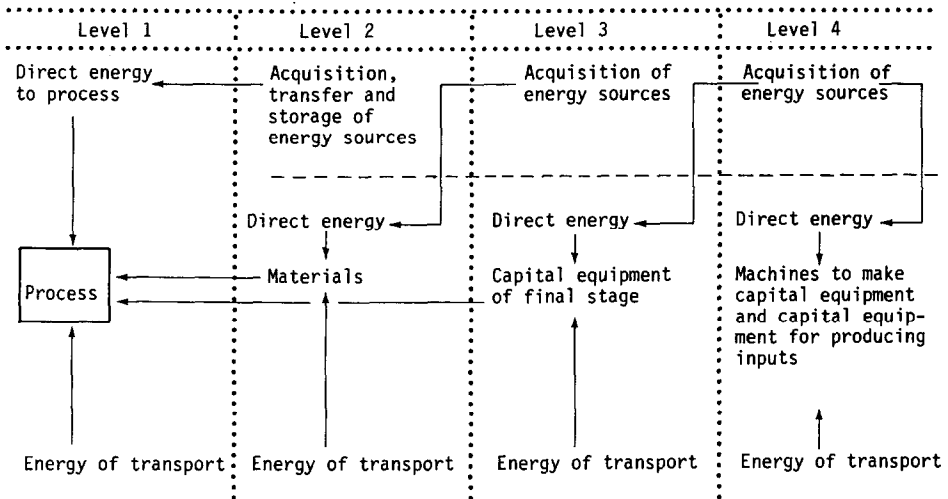 Level 1
Level 2
Level 3
Level 4
Direct energy
to process
Acquisition,
transfer and
storage of
energy sources
Acquisition of
energy sources
Acquisition of
energy sources
Direct energy
Direct energy
Direct energy
Process
Materials
Capital equipment
of final stage
Machines to make
capital equipment
and capital equip-
ment for producing
inputs
Energy of transport
Energy of transport
Energy of transport
Energy of transport